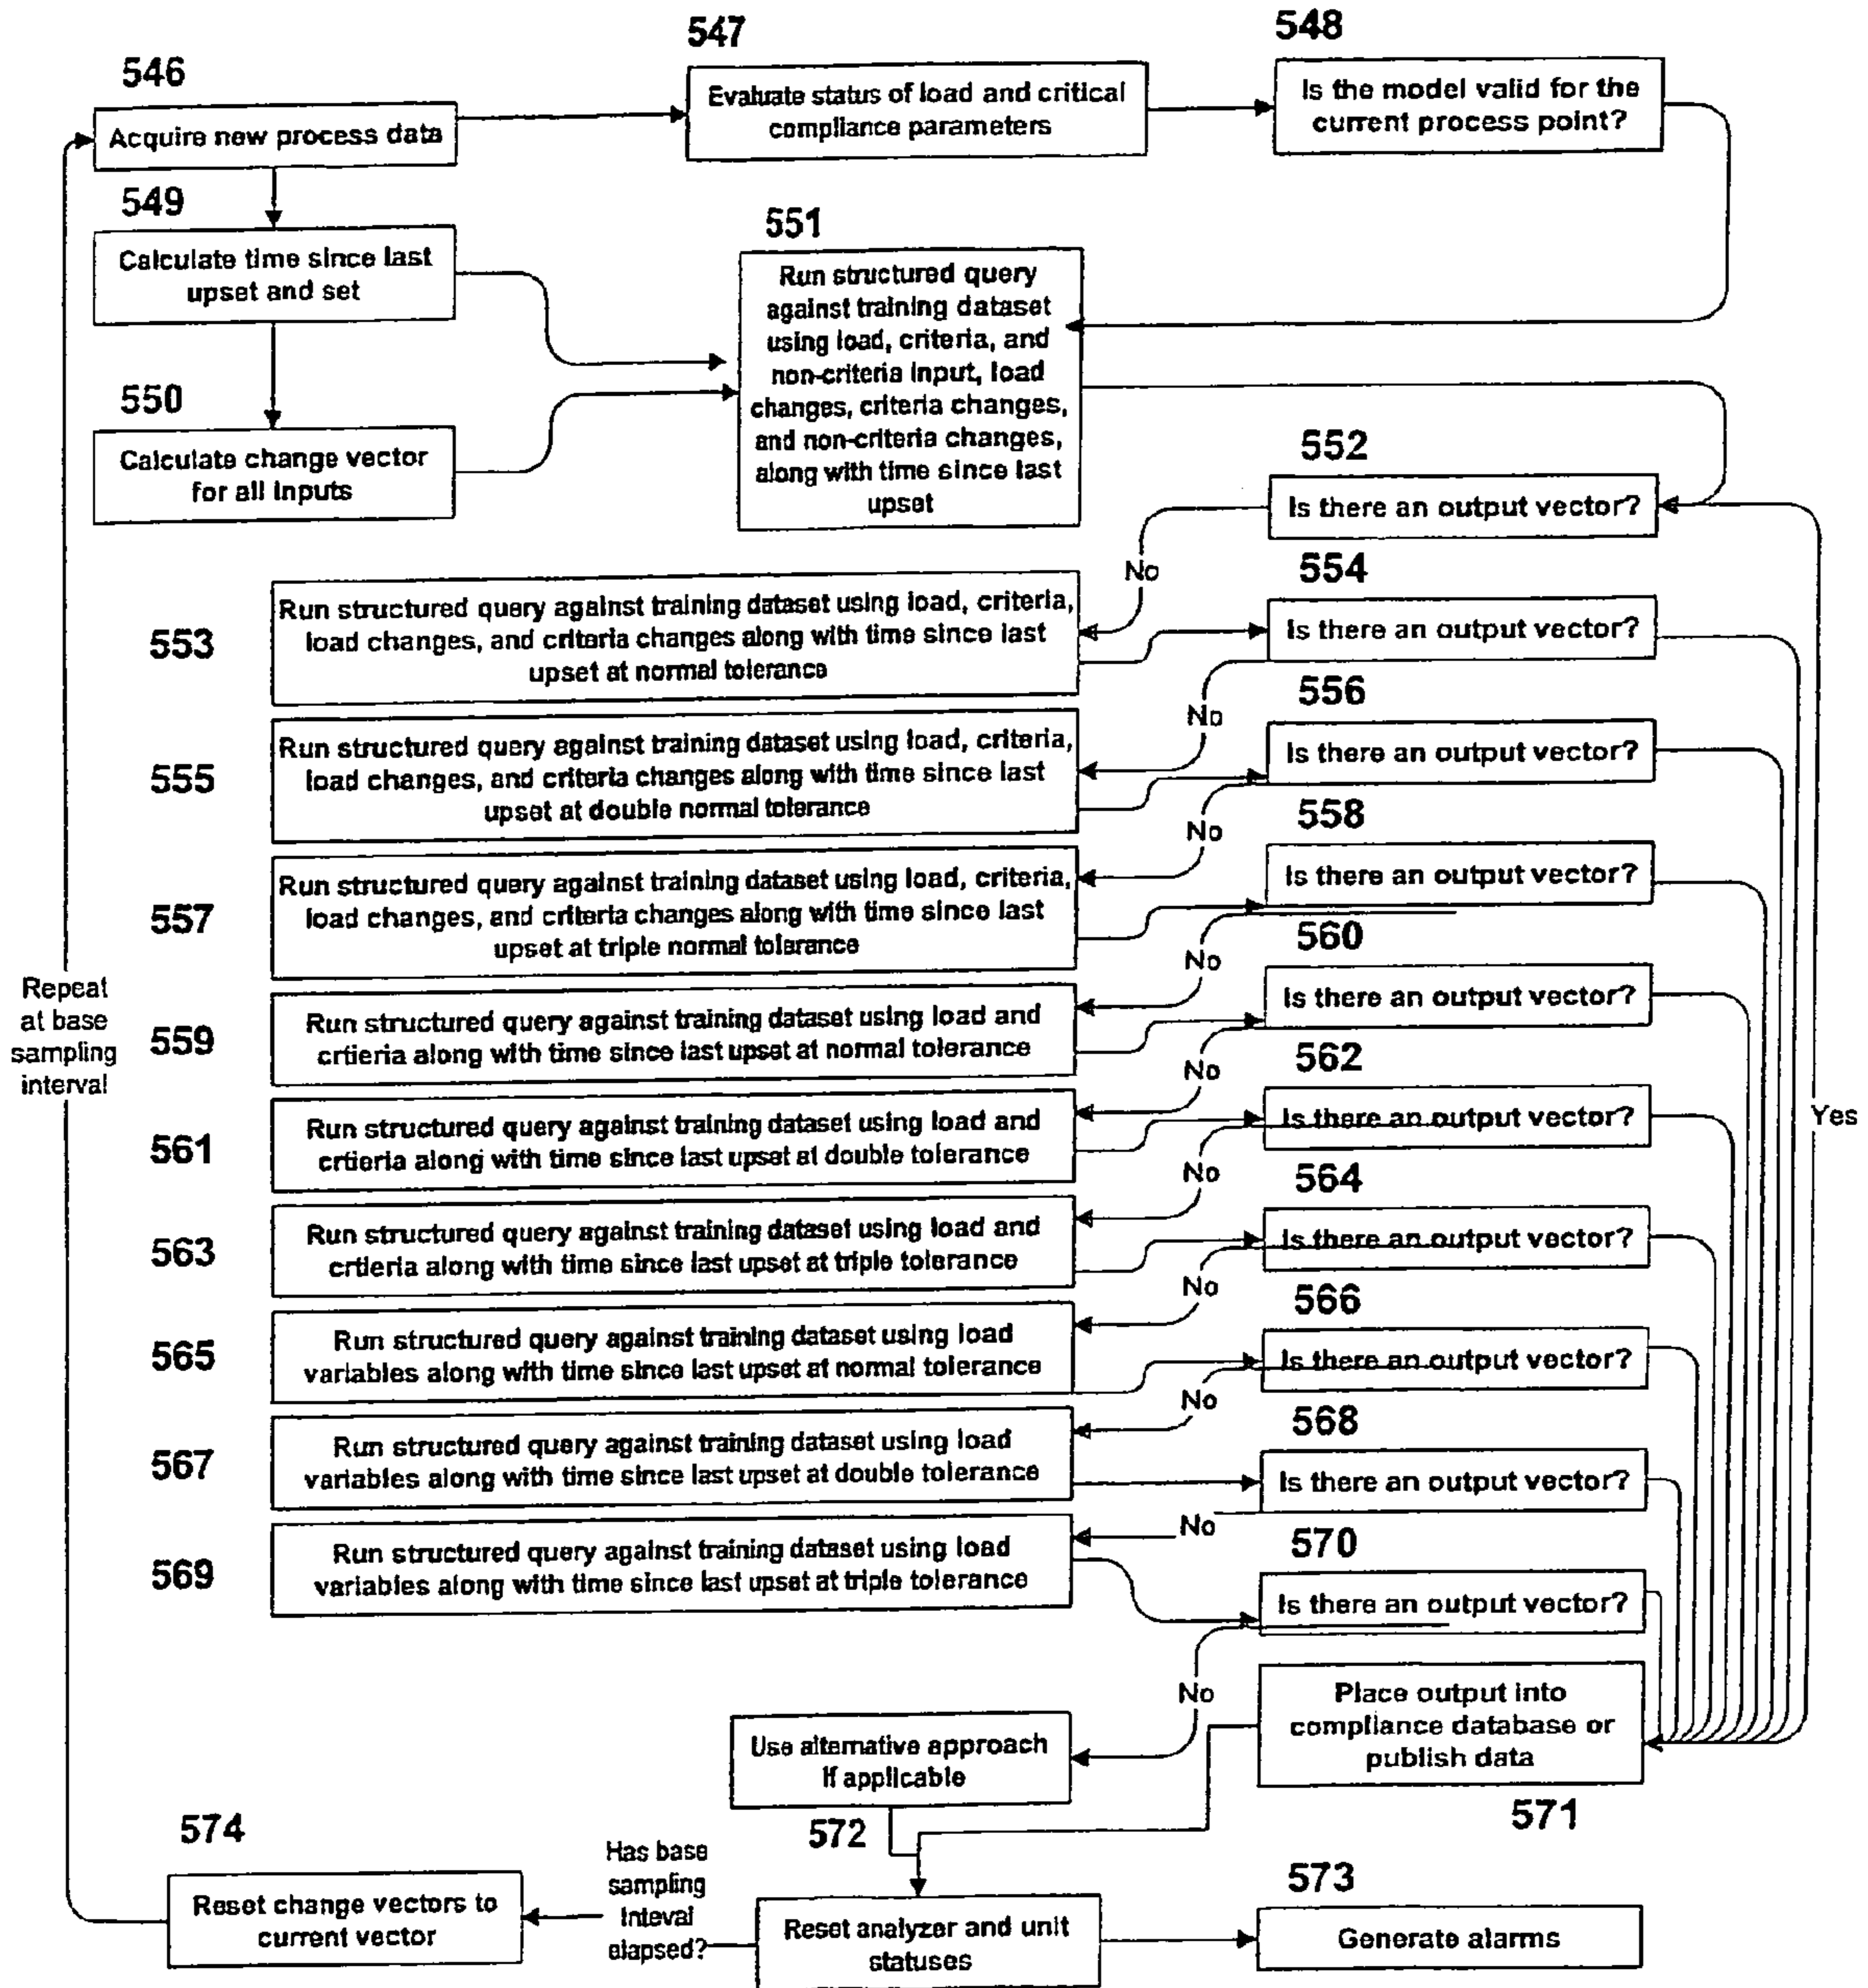 546
Acquire new process data
547
Evaluate status of load and critical
compliance parameters
548
Is the model valid for the
current process point?
549
Calculate time since last
upset and set
550
Calculate change vector
for all inputs
551
Run structured query
against training dataset
using load, criteria, and
non-criteria input, load
changes, criteria changes,
and non-criteria changes,
along with time since last
upset
552
Is there an output vector?
No
553
Run structured query against training dataset using load, criteria,
load changes, and criteria changes along with time since last
upset at normal tolerance
554
Is there an output vector?
No
555
Run structured query against training dataset using load, criteria,
load changes, and criteria changes along with time since last
upset at double normal tolerance
556
Is there an output vector?
No
557
Run structured query against training dataset using load, criteria,
load changes, and criteria changes along with time since last
upset at triple normal tolerance
558
Is there an output vector?
No
559
Run structured query against training dataset using load and
crtieria along with time since last upset at normal tolerance
560
Is there an output vector?
No
561
Run structured query against training dataset using load and
crtieria along with time since last upset at double tolerance
562
Is there an output vector?
No
563
Run structured query against training dataset using load and
crtieria along with time since last upset at triple tolerance
564
Is there an output vector?
No
565
Run structured query against training dataset using load
variables along with time since last upset at normal tolerance
566
Is there an output vector?
No
567
Run structured query against training dataset using load
variables along with time since last upset at double tolerance
568
Is there an output vector?
No
569
Run structured query against training dataset using load
variables along with time since last upset at triple tolerance
570
Is there an output vector?
No
Yes
Repeat
at base
sampling
interval
Place output into
compliance database or
publish data
571
Use alternative approach
if applicable
572
573
Generate alarms
Reset analyzer and unit
statuses
Has base
sampling
Inteval
elapsed?
574
Reset change vectors to
current vector